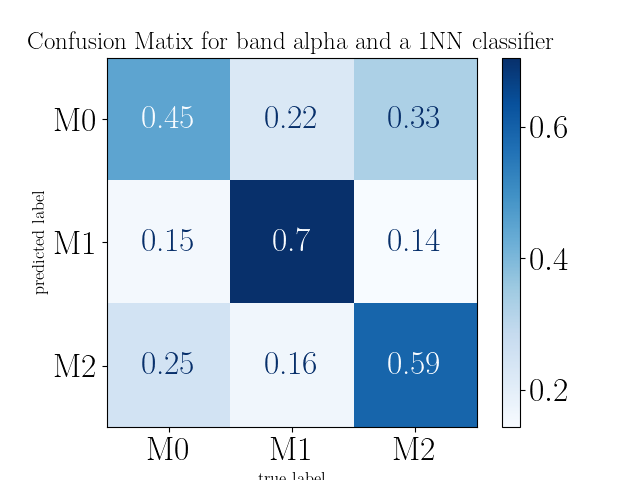 Confusion Matix for band alpha and a 1NN classifier
M0 0.45 0.22 0.33
M1 0.15 0.7 0.14
M2 0.25 0.16 0.59
M0 M1 M2
predicted label
true label
0.6
0.4
0.2